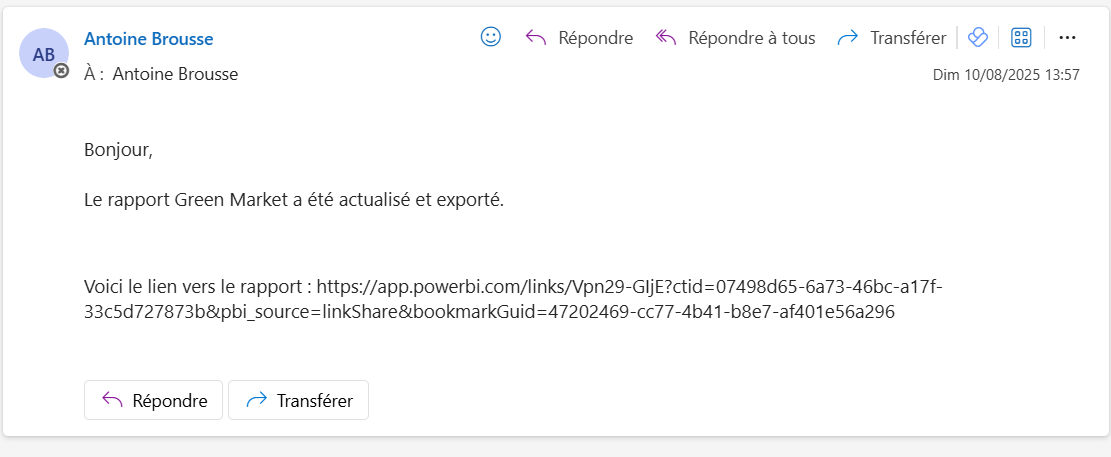 AB
Antoine Brousse
Répondre
Répondre à tous
Transférer
À : Antoine Brousse
Dim 10/08/2025 13:57
Bonjour,
Le rapport Green Market a été actualisé et exporté.
Voici le lien vers le rapport : https://app.powerbi.com/links/Vpn29-GIjE?ctid=07498d65-6a73-46bc-a17f-
33c5d727873b&pbi_source=linkShare&bookmarkGuid=47202469-cc77-4b41-b8e7-af401e56a296
Répondre
Transférer